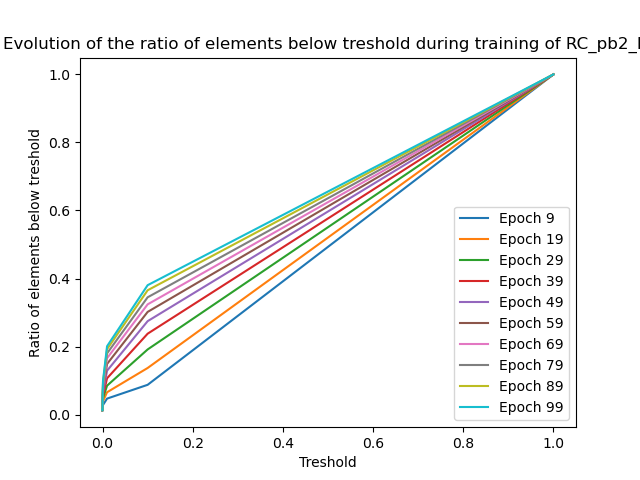 Evolution of the ratio of elements below treshold during training of RC_pb2_
1.0
0.8
0.6
0.4
0.2
0.0
Ratio of elements below treshold
0.0 0.2 0.4 0.6 0.8 1.0
Treshold
Epoch 9
Epoch 19
Epoch 29
Epoch 39
Epoch 49
Epoch 59
Epoch 69
Epoch 79
Epoch 89
Epoch 99